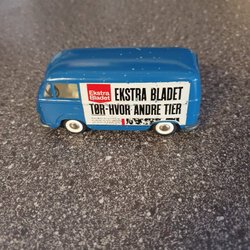 Ekstra
Bladet
EKSTRA BLADET
TØR-HVOR ANDRE TIER